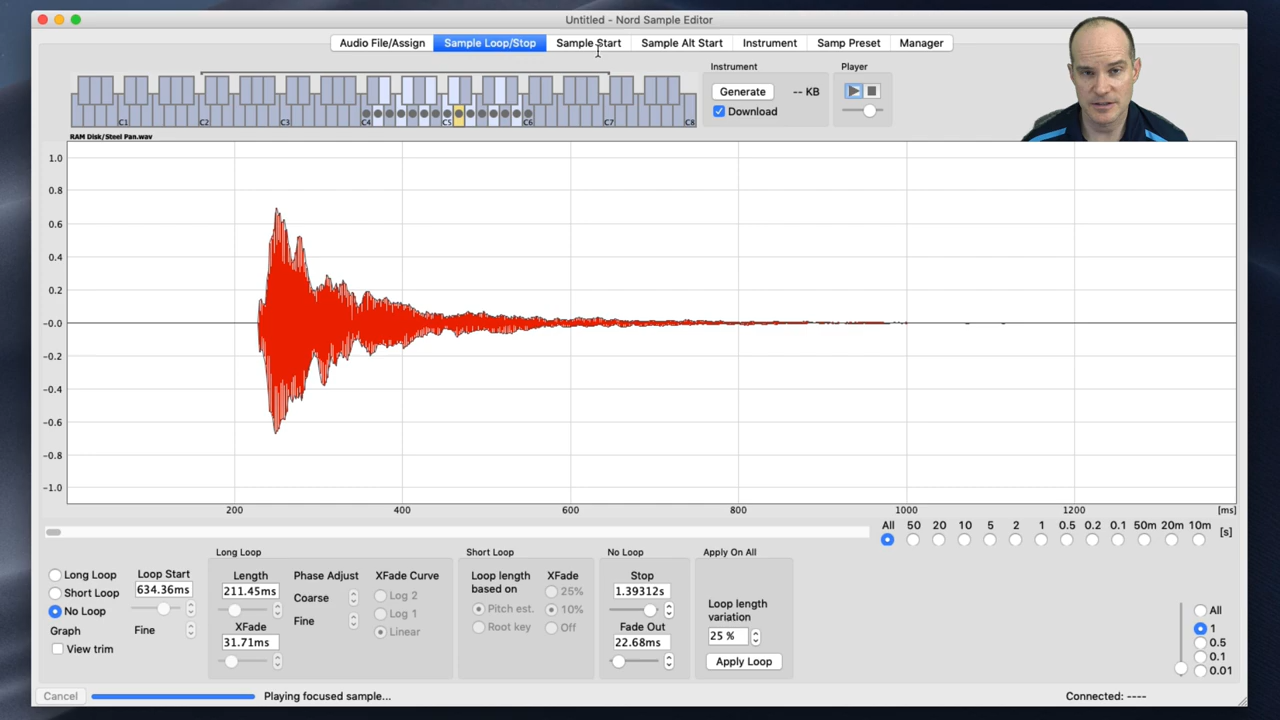 Untitled - Nord Sample Editor
Audio File/Assign Sample Loop/Stop Sample Start Sample Alt Start Instrument Samp Preset Manager
Instrument Player
Generate -- KB
Download
C1 C2 C3 C4 C5 C6 C7 C8
RAM Disk/Steel Pan.wav
1.0
0.8
0.6
0.4
0.2
-0.0
-0.2
-0.4
-0.6
-0.8
-1.0
200 400 600 800 1000 1200 [ms]
All 50 20 10 5 2 1 0.5 0.2 0.1 50m 20m 10m [s]
Long Loop
Short Loop
No Loop
Graph
View trim
Loop Start
634.36ms
Fine
Long Loop
Length
211.45ms
XFade
31.71ms
Phase Adjust
Coarse
Fine
XFade Curve
Log 2
Log 1
Linear
Short Loop
Loop length
based on
Pitch est.
Root key
XFade
25%
10%
Off
No Loop
Stop
1.39312s
Fade Out
22.68ms
Apply On All
Loop length
variation
25 %
Apply Loop
All
1
0.5
0.1
0.01
Cancel Playing focused sample... Connected: ----